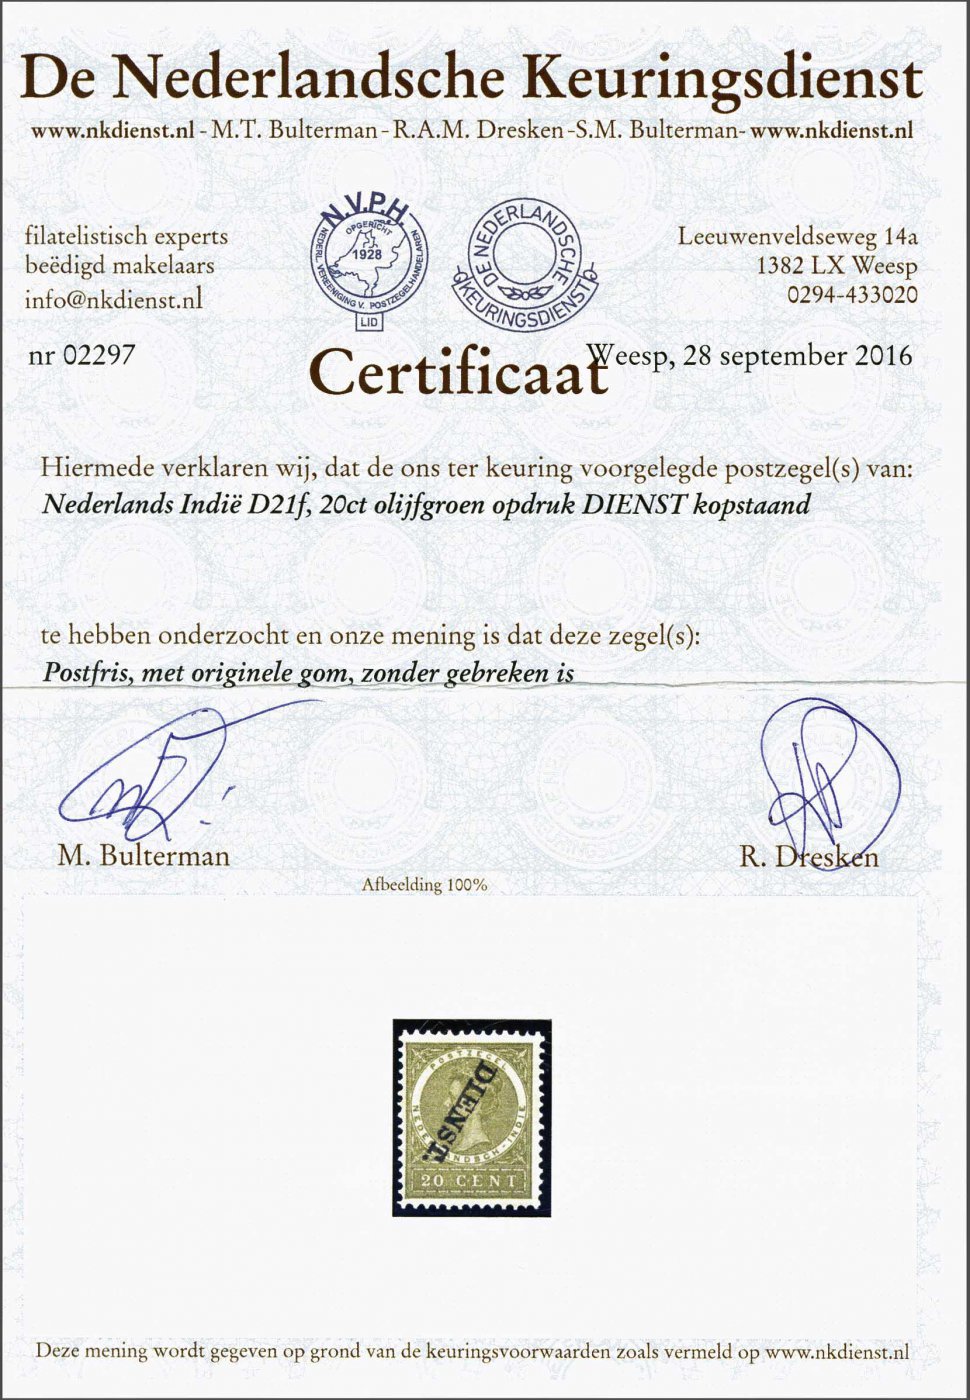 De Nederlandsche Keuringsdienst
www.nkdienst.nl - M.T. Bulterman - R.A.M. Dresken - S.M. Bulterman - www.nkdienst.nl
filatelistisch experts
beëdigd makelaars
info@nkdienst.nl
N.V.P.H.
OPGERICHT
1928
NEDERL. VEREENIGING V. POSTZEGELHANDELAREN
LID
DE NEDERLANDSCHE
KEURINGSDIENST
Leeuwenveldseweg 14a
1382 LX Weesp
0294-433020
nr 02297
Certificaat
Weesp, 28 september 2016
Hiermede verklaren wij, dat de ons ter keuring voorgelegde postzegel(s) van:
Nederlands Indië D21f, 20ct olijfgroen opdruk DIENST kopstaand
te hebben onderzocht en onze mening is dat deze zegel(s):
Postfris, met originele gom, zonder gebreken is
M. Bulterman
R. Dresken
Afbeelding 100%
POSTZEGEL
NEDERLANDSCH-INDIE
DIENST.
20 CENT
Deze mening wordt gegeven op grond van de keuringsvoorwaarden zoals vermeld op www.nkdienst.nl